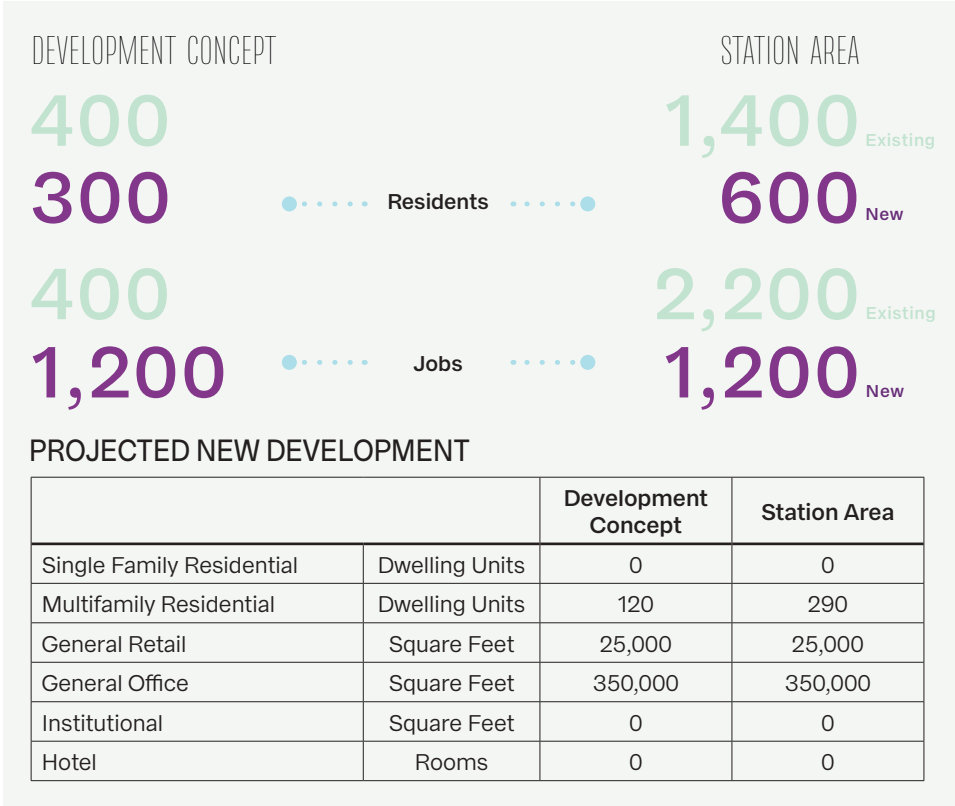 DEVELOPMENT CONCEPT STATION AREA
400 1,400 Existing
300 Residents 600 New
400 2,200 Existing
1,200 Jobs 1,200 New
PROJECTED NEW DEVELOPMENT
Development Concept Station Area
Single Family Residential Dwelling Units 0 0
Multifamily Residential Dwelling Units 120 290
General Retail Square Feet 25,000 25,000
General Office Square Feet 350,000 350,000
Institutional Square Feet 0 0
Hotel Rooms 0 0